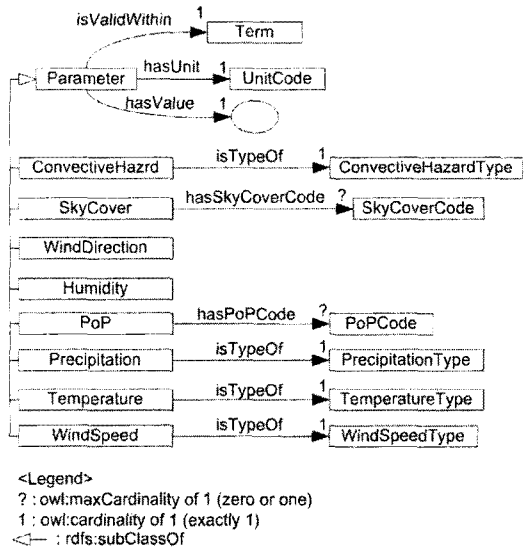 isValidWithin 1
Term
Parameter hasUnit 1 UnitCode
hasValue 1
ConvectiveHazrd isTypeOf 1 ConvectiveHazardType
SkyCover hasSkyCoverCode ? SkyCoverCode
WindDirection
Humidity
PoP hasPoPCode ? PoPCode
Precipitation isTypeOf 1 PrecipitationType
Temperature isTypeOf 1 TemperatureType
WindSpeed isTypeOf 1 WindSpeedType
<Legend>
? : owl:maxCardinality of 1 (zero or one)
1 : owl:cardinality of 1 (exactly 1)
: rdfs:subClassOf